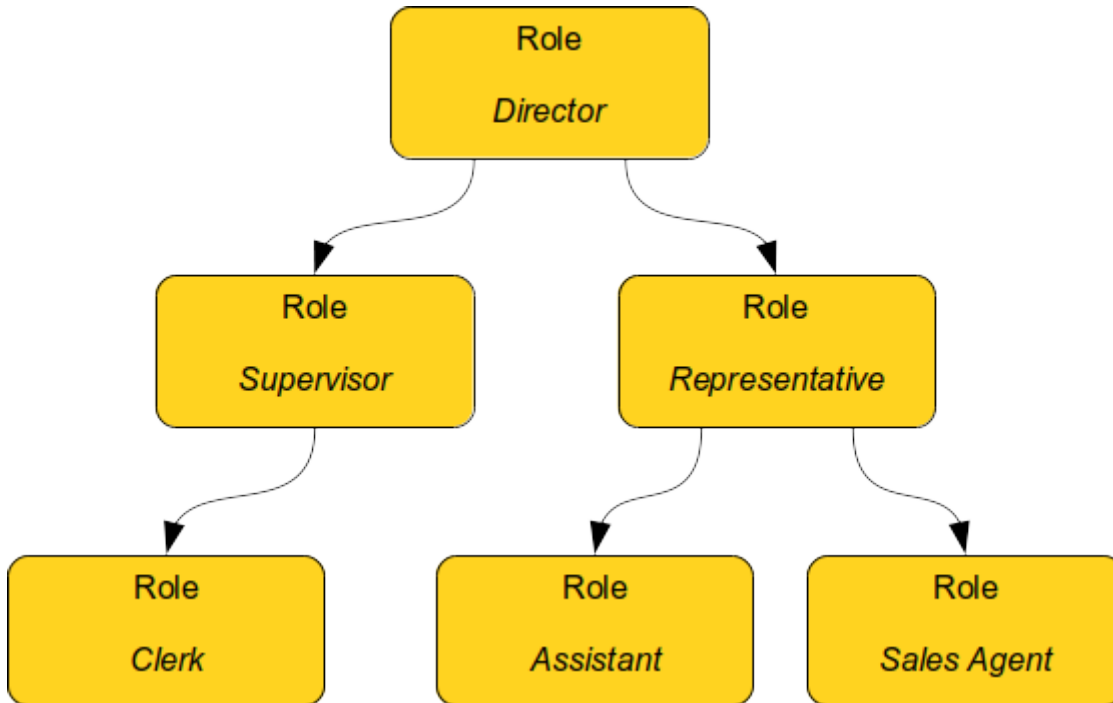 Role
Director
Role
Supervisor
Role
Representative
Role
Clerk
Role
Assistant
Role
Sales Agent